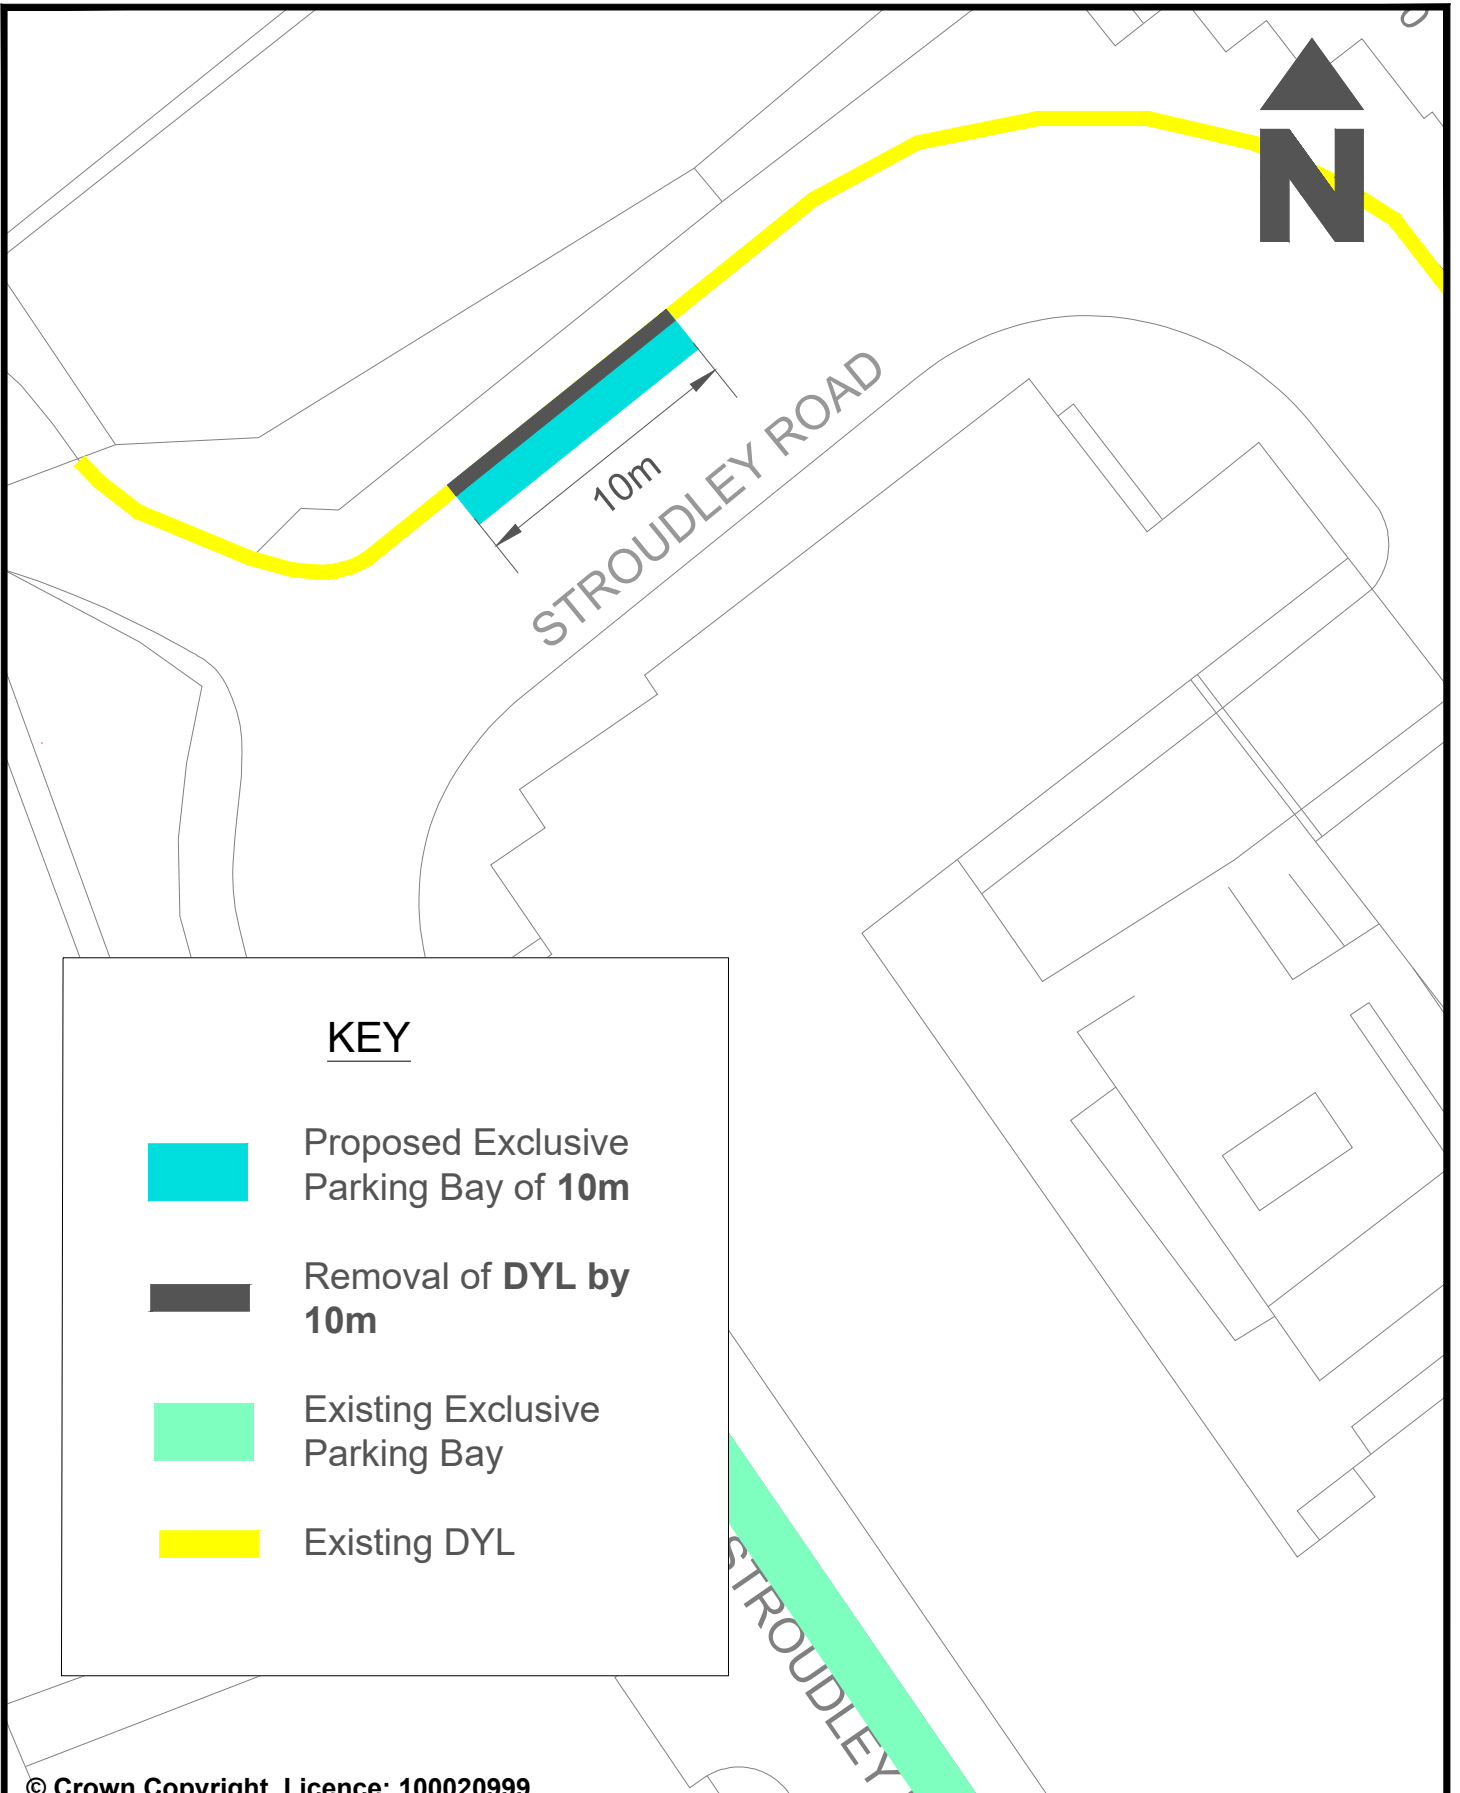 N
10m
STROUDLEY ROAD
KEY
Proposed Exclusive
Parking Bay of 10m
Removal of DYL by
10m
Existing Exclusive
Parking Bay
Existing DYL
STROUDLEY
© Crown Copyright. Licence: 100020999